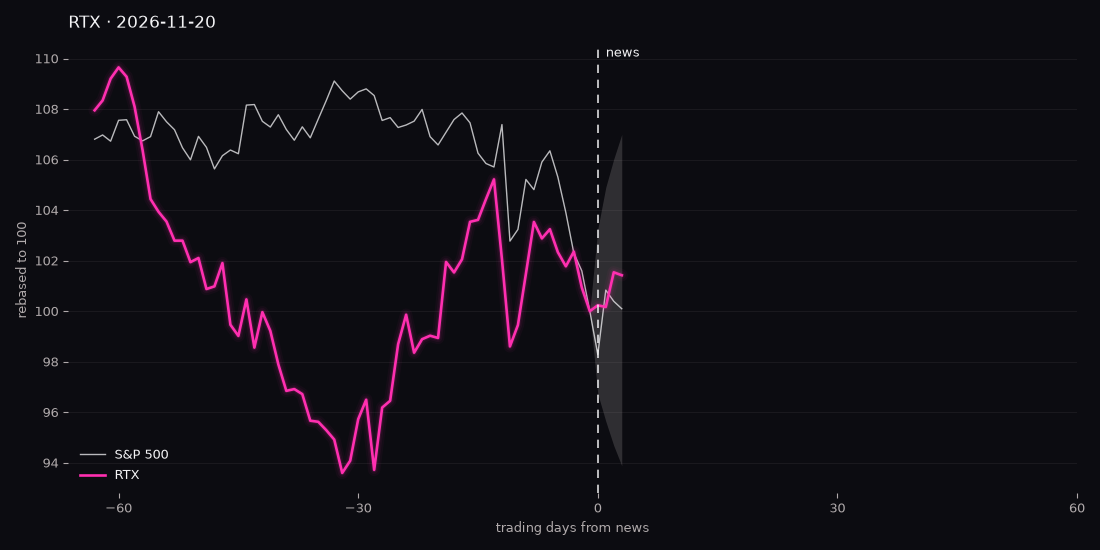 RTX · 2026-11-20
news
110
108
106
104
102
100
98
96
94
rebased to 100
S&P 500
RTX
−60
−30
0
30
60
trading days from news